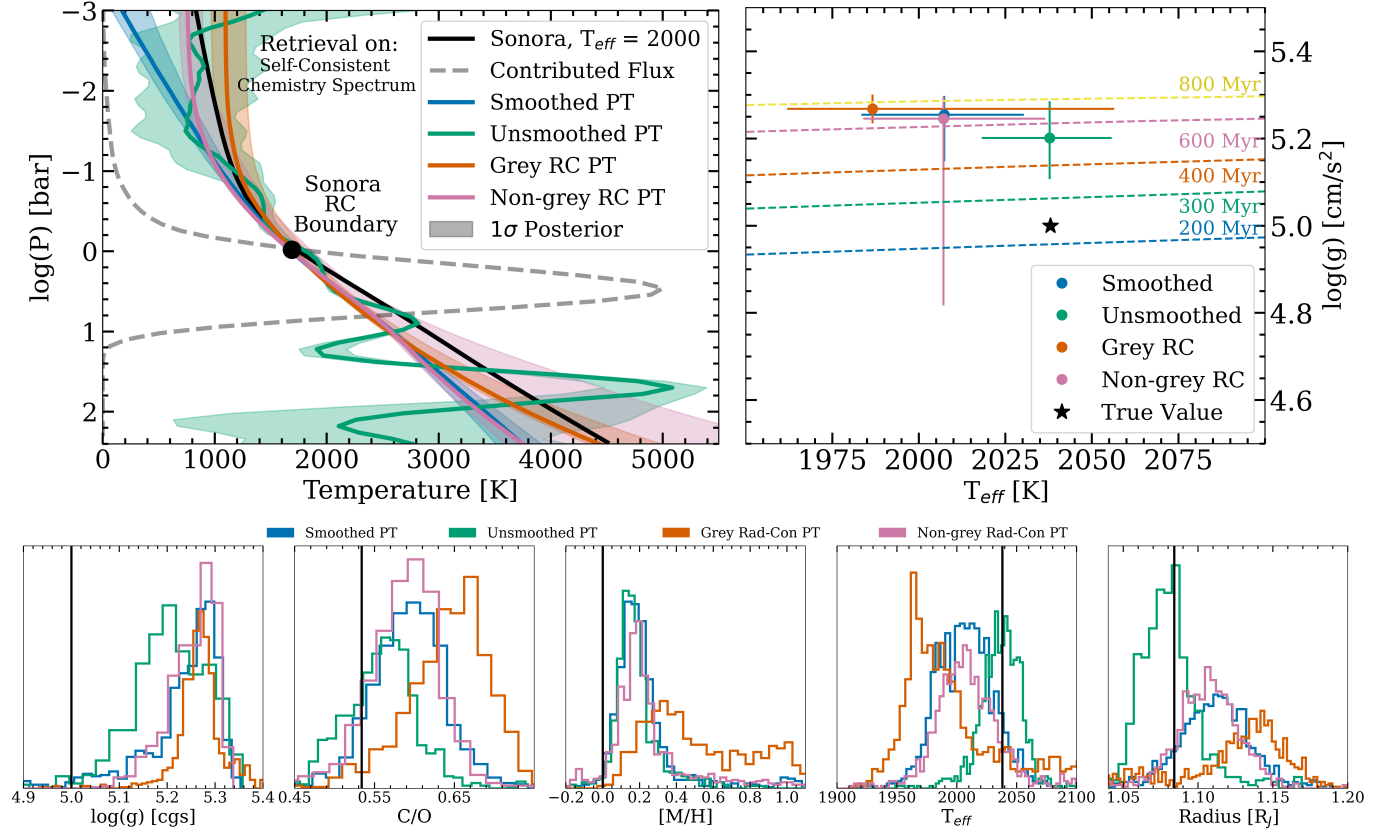 −3
−2
−1
0
1
2
log(P) [bar]
0
1000
2000
3000
4000
5000
Temperature [K]
Retrieval on:
Self-Consistent
Chemistry Spectrum
Sonora
RC
Boundary
Sonora, T_eff = 2000
Contributed Flux
Smoothed PT
Unsmoothed PT
Grey RC PT
Non-grey RC PT
1σ Posterior
800 Myr
600 Myr
400 Myr
300 Myr
200 Myr
5.4
5.2
5.0
4.8
4.6
log(g) [cm/s²]
Smoothed
Unsmoothed
Grey RC
Non-grey RC
True Value
1975
2000
2025
2050
2075
T_eff [K]
Smoothed PT
Unsmoothed PT
Grey Rad-Con PT
Non-grey Rad-Con PT
4.9 5.0 5.1 5.2 5.3 5.4
log(g) [cgs]
0.45 0.55 0.65
C/O
−0.2 0.0 0.2 0.4 0.6 0.8 1.0
[M/H]
1900 1950 2000 2050 2100
T_eff
1.05 1.10 1.15 1.20
Radius [R_J]